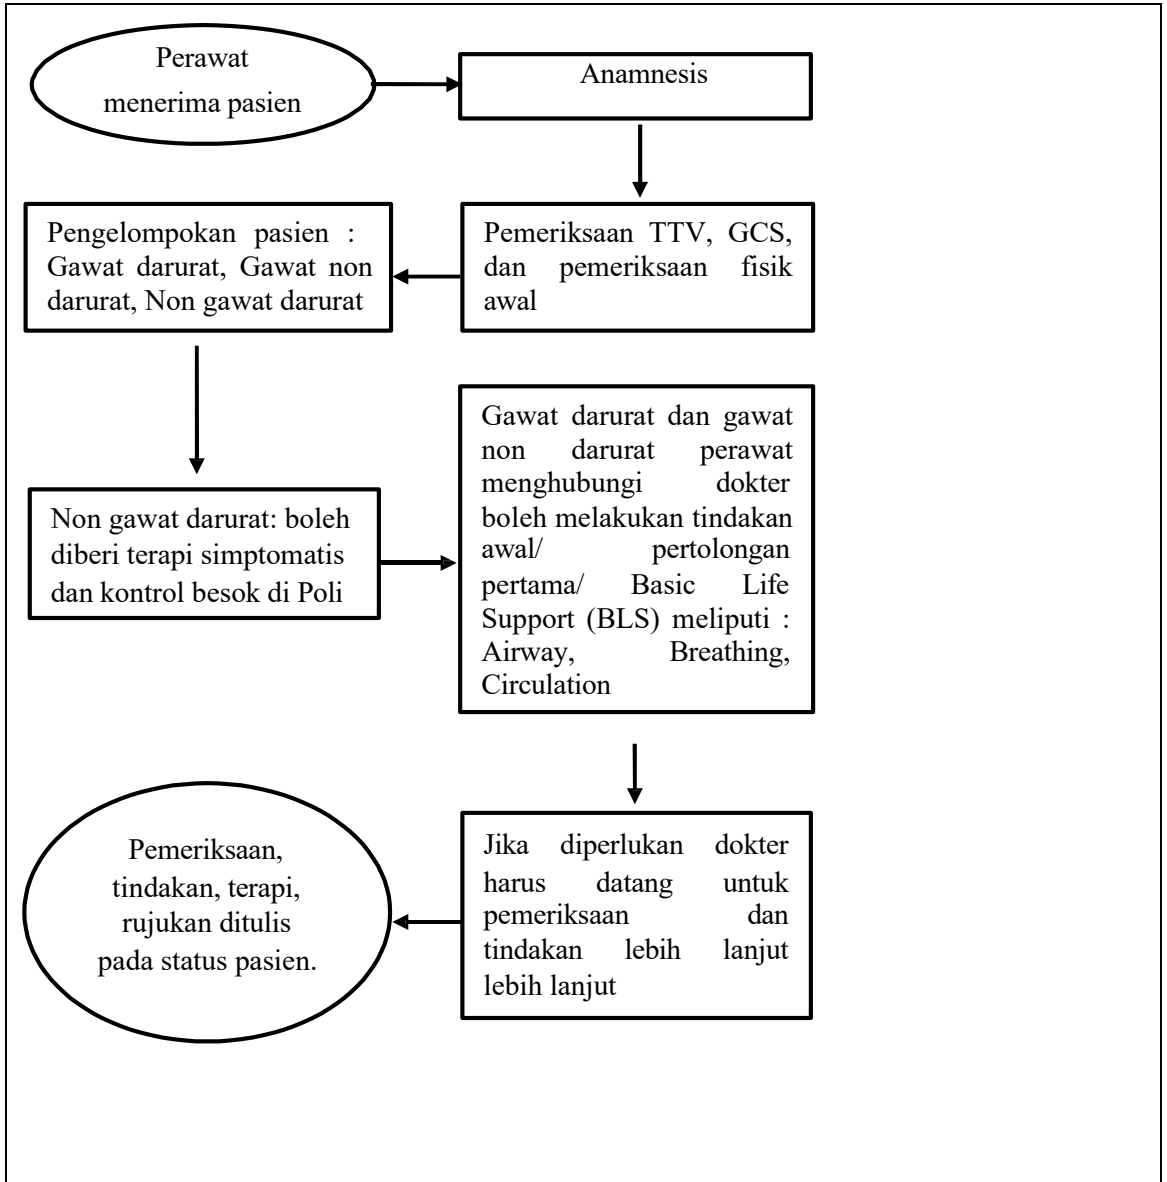 Perawat
menerima pasien
Anamnesis
Pemeriksaan TTV, GCS,
dan pemeriksaan fisik
awal
Pengelompokan pasien :
Gawat darurat, Gawat non
darurat, Non gawat darurat
Non gawat darurat: boleh
diberi terapi simptomatis
dan kontrol besok di Poli
Gawat darurat dan gawat
non darurat perawat
menghubungi dokter
boleh melakukan tindakan
awal/ pertolongan
pertama/ Basic Life
Support (BLS) meliputi :
Airway, Breathing,
Circulation
Jika diperlukan dokter
harus datang untuk
pemeriksaan dan
tindakan lebih lanjut
lebih lanjut
Pemeriksaan,
tindakan, terapi,
rujukan ditulis
pada status pasien.